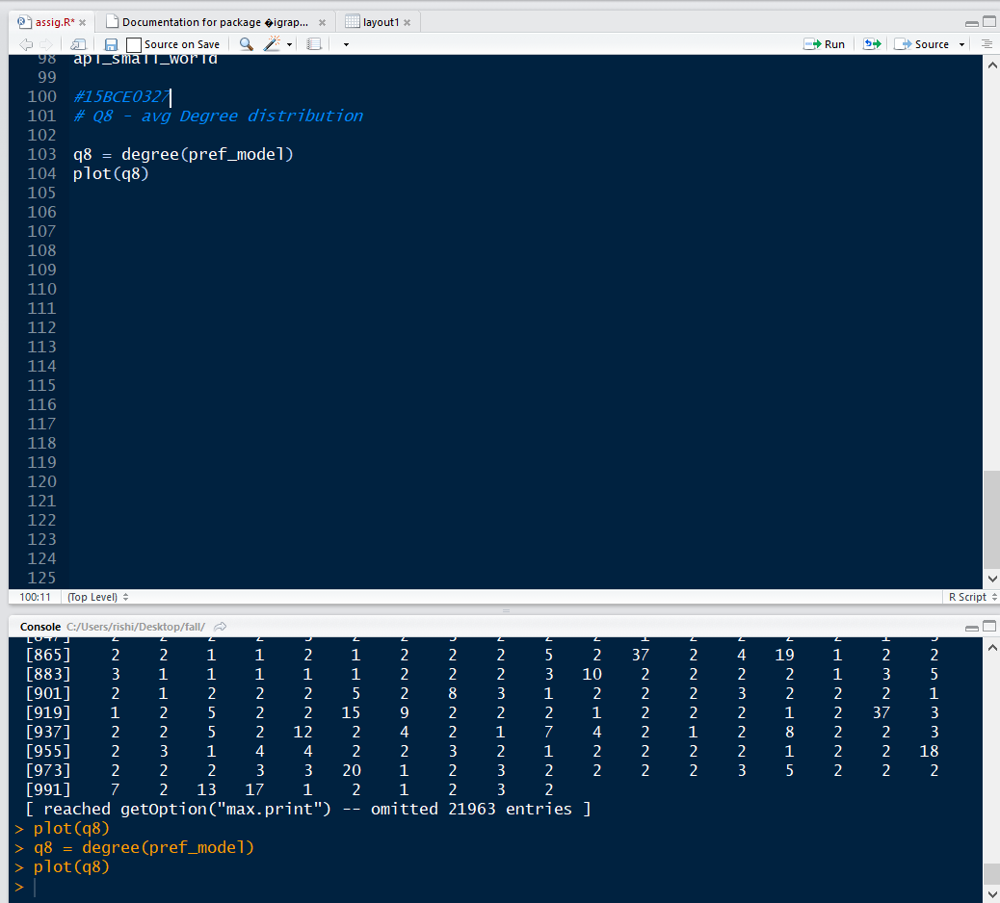 assig.R* Documentation for package �igrap... layout1
Source on Save Run Source
98 apl_small_world
99
100 #15BCE0327
101 # Q8 - avg Degree distribution
102
103 q8 = degree(pref_model)
104 plot(q8)
105
106
107
108
109
110
111
112
113
114
115
116
117
118
119
120
121
122
123
124
125
100:11 (Top Level) R Script
Console C:/Users/rishi/Desktop/fall/
[865] 2 2 1 1 2 1 2 2 2 5 2 37 2 4 19 1 2 2
[883] 3 1 1 1 1 1 2 2 2 3 10 2 2 2 2 1 3 5
[901] 2 1 2 2 2 5 2 8 3 1 2 2 2 3 2 2 2 1
[919] 1 2 5 2 2 15 9 2 2 2 1 2 2 2 1 2 37 3
[937] 2 2 5 2 12 2 4 2 1 7 4 2 1 2 8 2 2 3
[955] 2 3 1 4 4 2 2 3 2 1 2 2 2 2 1 2 2 18
[973] 2 2 2 3 3 20 1 2 3 2 2 2 2 3 5 2 2 2
[991] 7 2 13 17 1 2 1 2 3 2
[ reached getOption("max.print") -- omitted 21963 entries ]
> plot(q8)
> q8 = degree(pref_model)
> plot(q8)
>